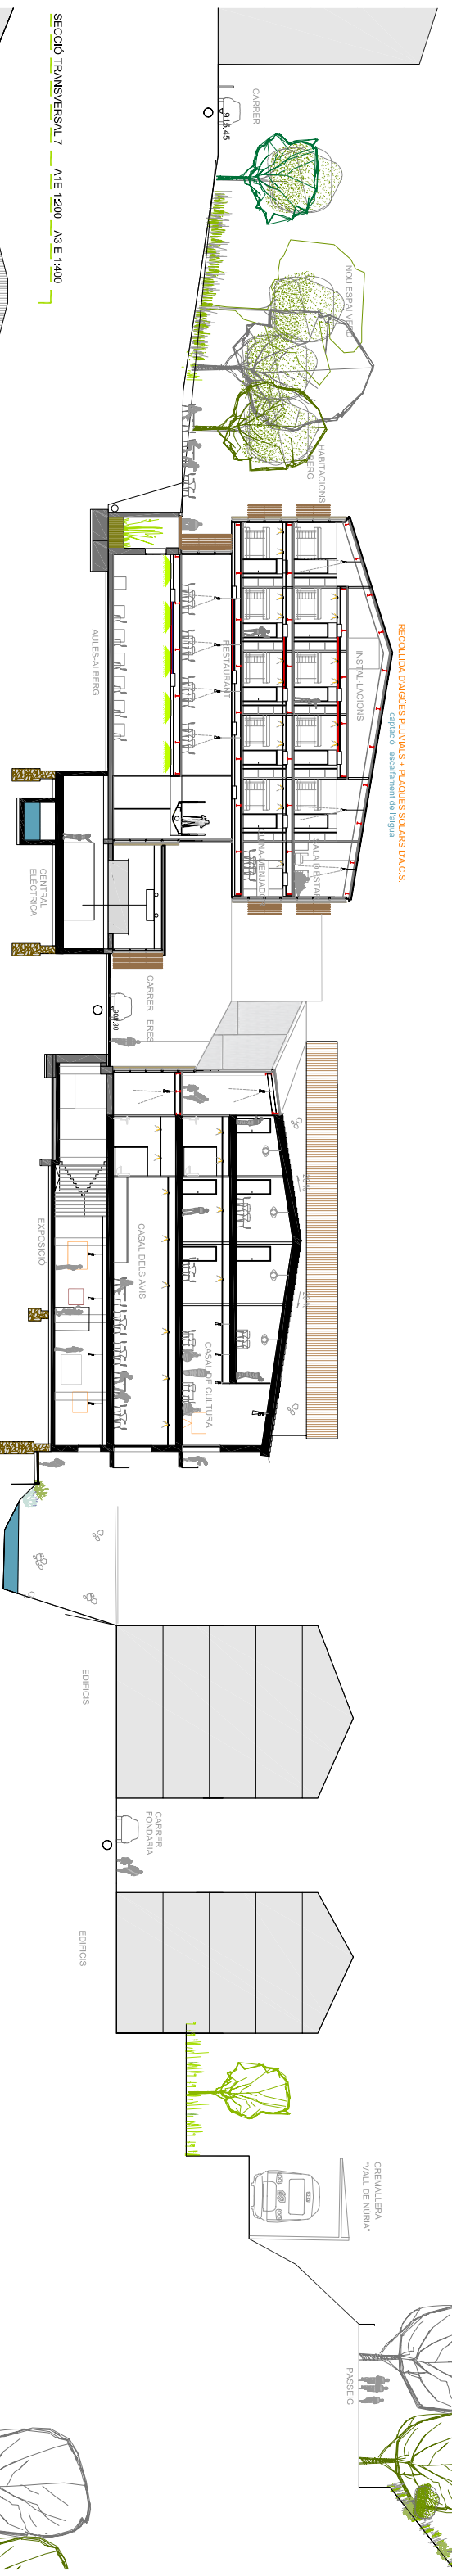 SECCIÓ TRANSVERSAL 7 A1E 1:200 A3 E 1:400
CARRER
915.45
NOU ESPAI VERD
HABITACIONS
RECOLLIDA D'AIGÜES PLUVIALS + PLAQUES SOLARS D'A.C.S.
captació i escalfament de l'aigua
INSTAL·LACIONS
RESTAURANT
AULES-ALBERG
CENTRAL
ELÈCTRICA
CARRER ERES
CASAL DELS AVIS
CASAL DE CULTURA
EXPOSICIÓ
EDIFICIS
CARRER
FONDARIA
EDIFICIS
CREMALLERA
"VALL DE NÚRIA"
PASSEIG